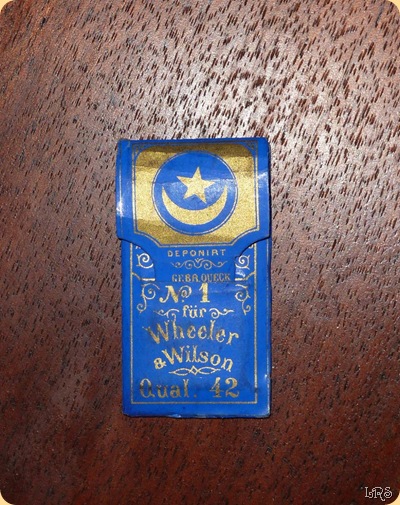 DEPONIRT
GEBR. QUECK
No 1
für
Wheeler
& Wilson
Qual. 42
LRS